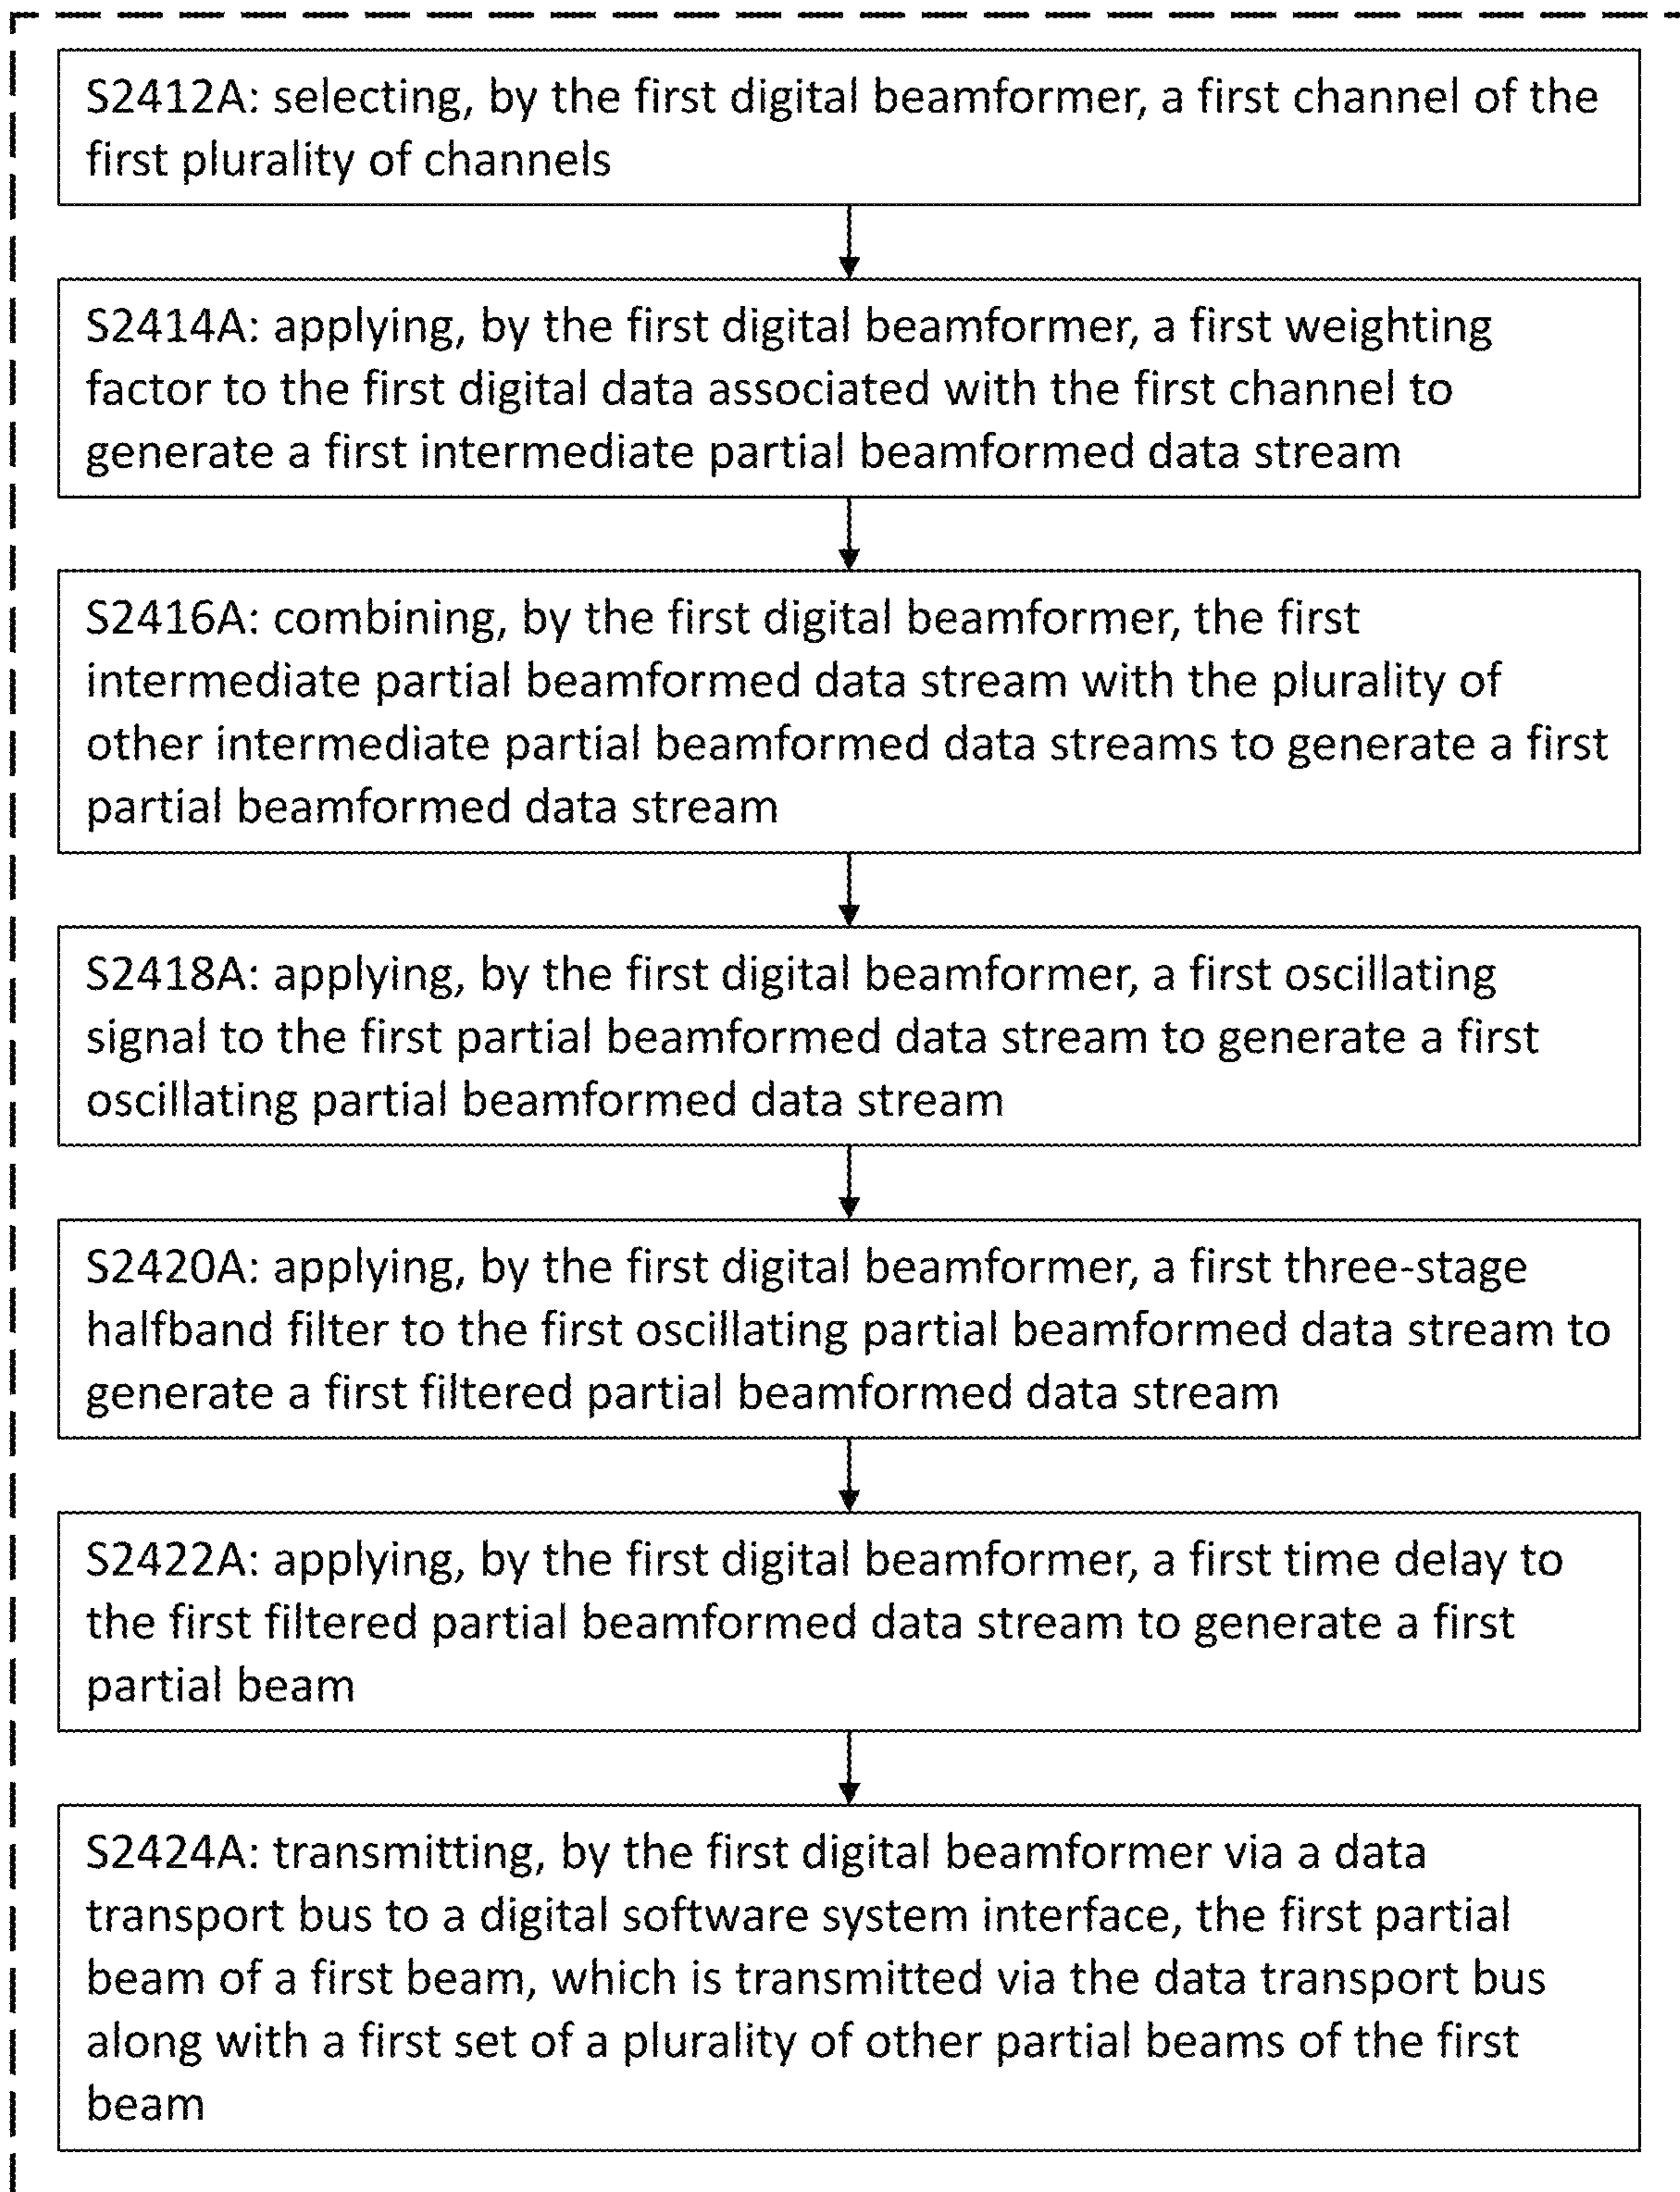 S2412A: selecting, by the first digital beamformer, a first channel of the
first plurality of channels
S2414A: applying, by the first digital beamformer, a first weighting
factor to the first digital data associated with the first channel to
generate a first intermediate partial beamformed data stream
S2416A: combining, by the first digital beamformer, the first
intermediate partial beamformed data stream with the plurality of
other intermediate partial beamformed data streams to generate a first
partial beamformed data stream
S2418A: applying, by the first digital beamformer, a first oscillating
signal to the first partial beamformed data stream to generate a first
oscillating partial beamformed data stream
S2420A: applying, by the first digital beamformer, a first three-stage
halfband filter to the first oscillating partial beamformed data stream to
generate a first filtered partial beamformed data stream
S2422A: applying, by the first digital beamformer, a first time delay to
the first filtered partial beamformed data stream to generate a first
partial beam
S2424A: transmitting, by the first digital beamformer via a data
transport bus to a digital software system interface, the first partial
beam of a first beam, which is transmitted via the data transport bus
along with a first set of a plurality of other partial beams of the first
beam